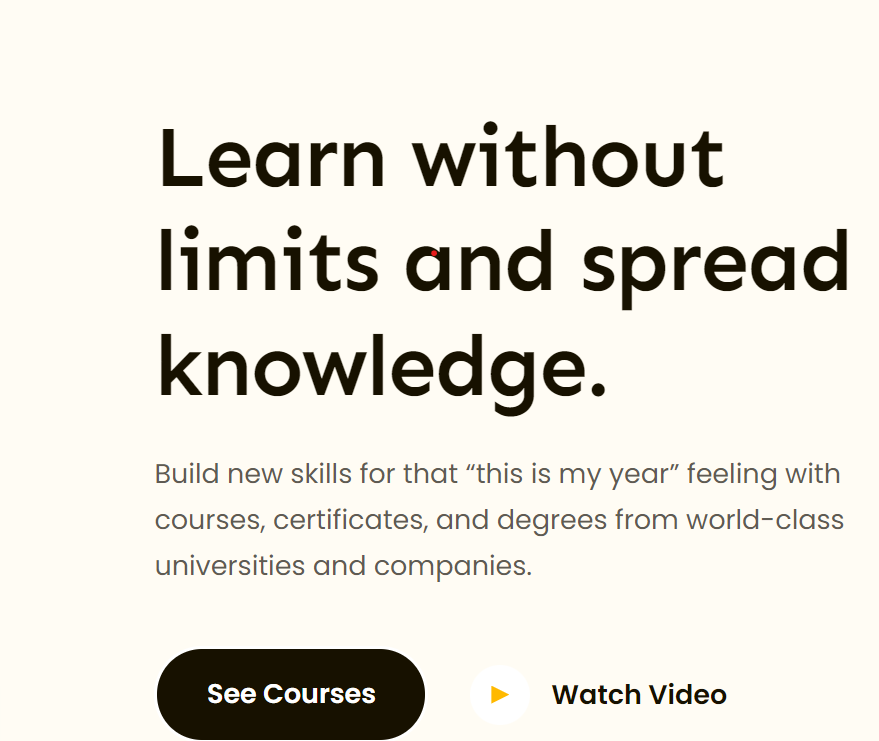 Learn without
limits and spread
knowledge.
Build new skills for that “this is my year” feeling with
courses, certificates, and degrees from world-class
universities and companies.
See Courses
Watch Video